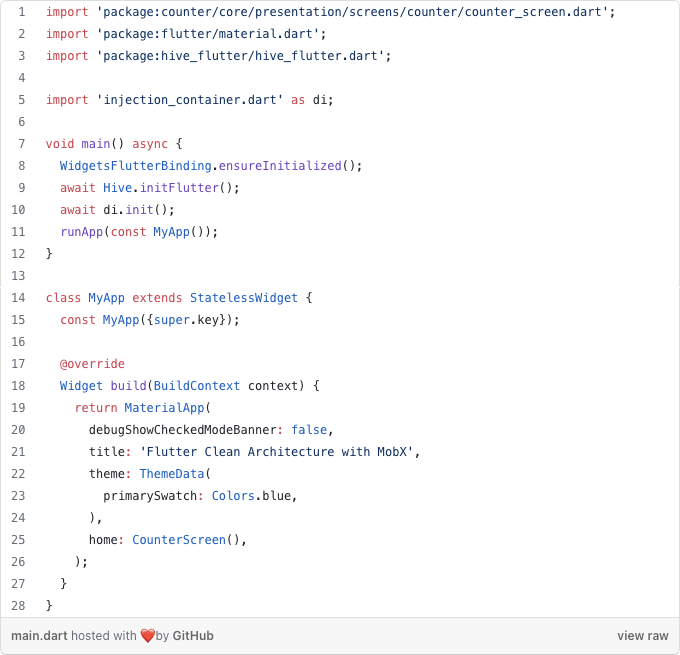 1 import 'package:counter/core/presentation/screens/counter/counter_screen.dart';
2 import 'package:flutter/material.dart';
3 import 'package:hive_flutter/hive_flutter.dart';
4
5 import 'injection_container.dart' as di;
6
7 void main() async {
8   WidgetsFlutterBinding.ensureInitialized();
9   await Hive.initFlutter();
10   await di.init();
11   runApp(const MyApp());
12 }
13
14 class MyApp extends StatelessWidget {
15   const MyApp({super.key});
16
17   @override
18   Widget build(BuildContext context) {
19     return MaterialApp(
20       debugShowCheckedModeBanner: false,
21       title: 'Flutter Clean Architecture with MobX',
22       theme: ThemeData(
23         primarySwatch: Colors.blue,
24       ),
25       home: CounterScreen(),
26     );
27   }
28 }
main.dart hosted with ❤️by GitHub view raw